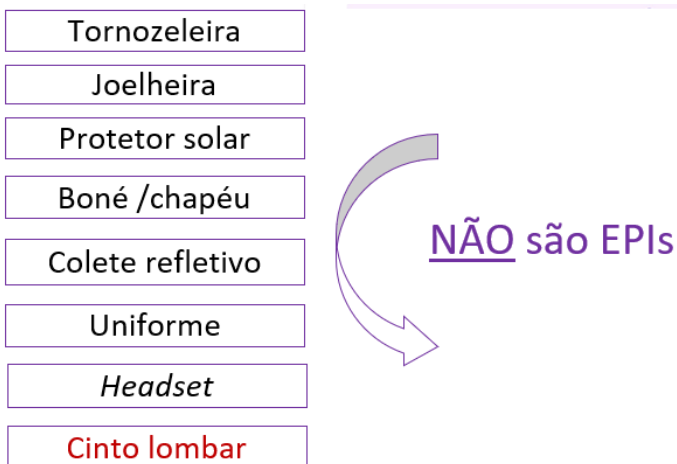 Tornozeleira
Joelheira
Protetor solar
Boné /chapéu
Colete refletivo
Uniforme
Headset
Cinto lombar
NÃO são EPIs